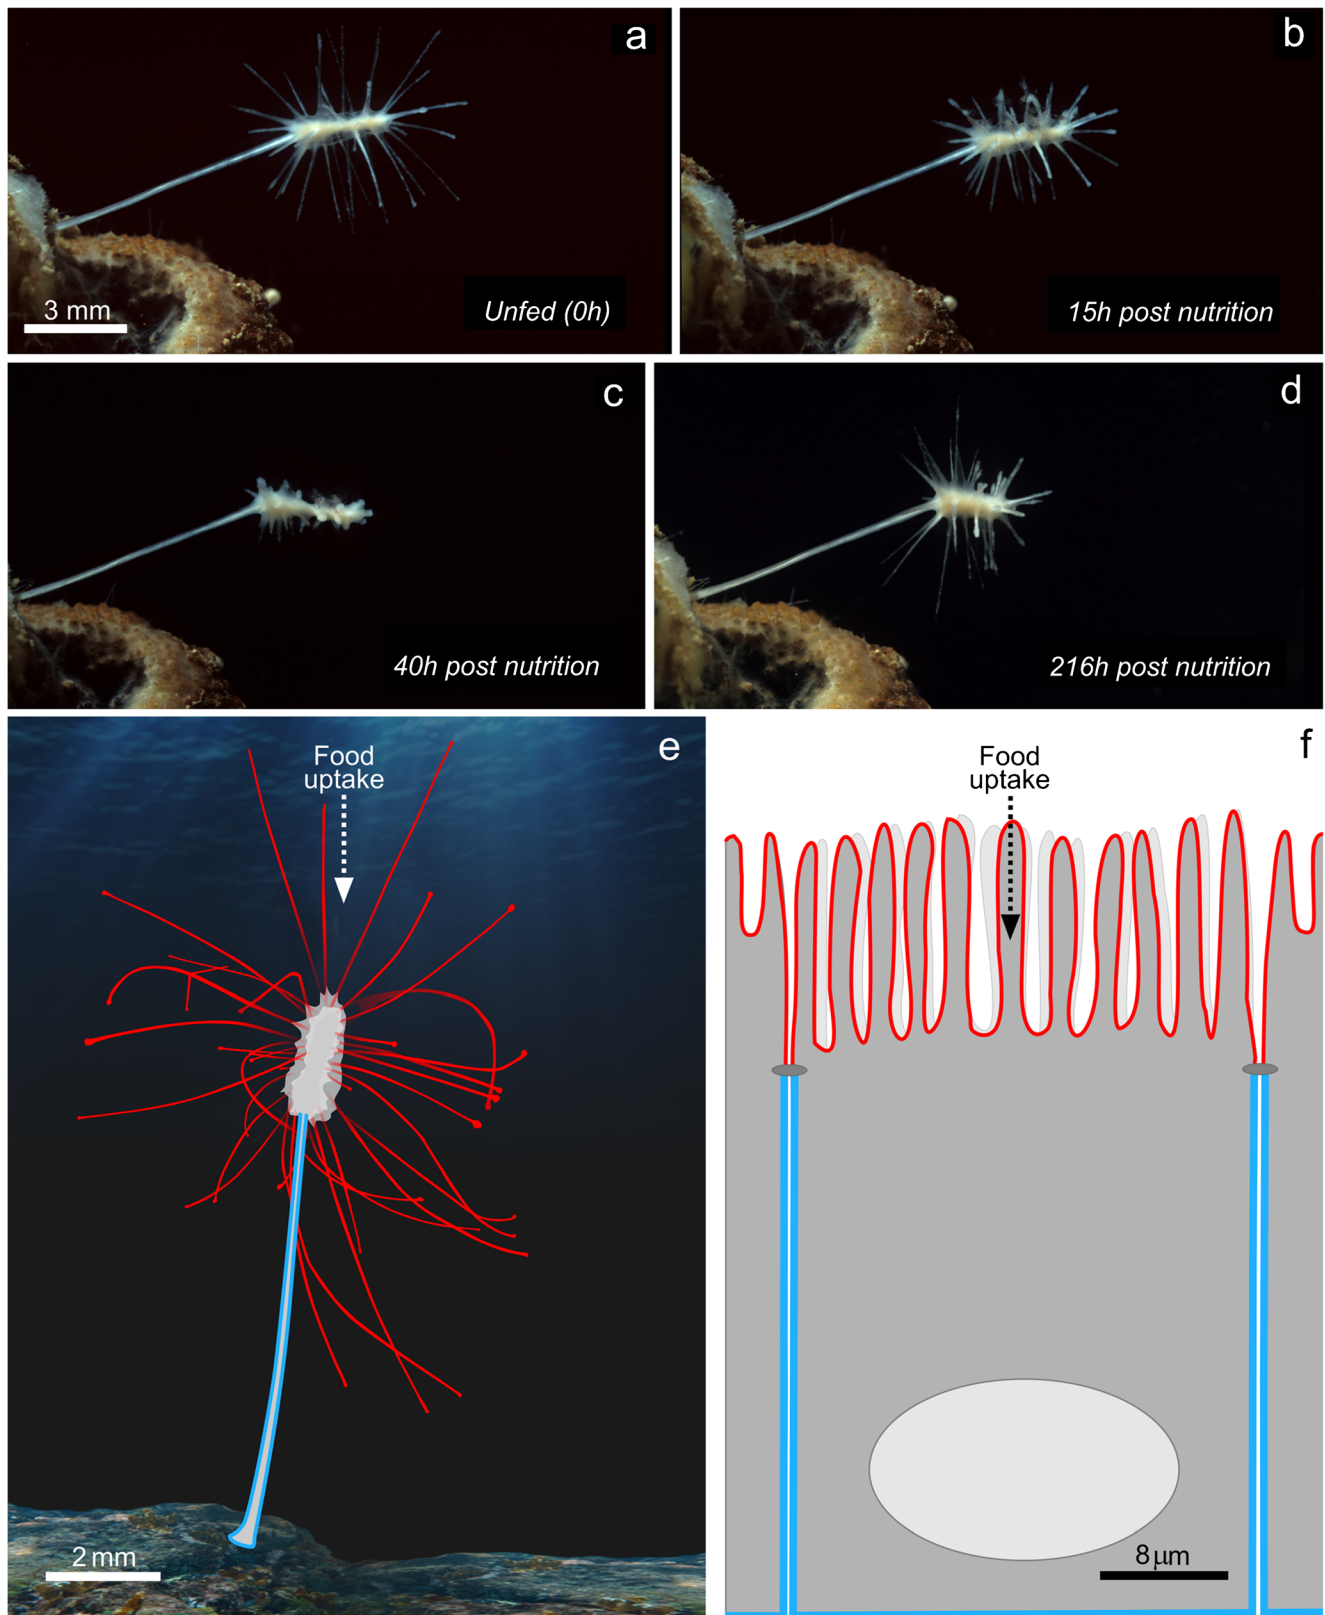 a
3 mm
Unfed (0h)
b
15h post nutrition
c
40h post nutrition
d
216h post nutrition
e
Food
uptake
2 mm
f
Food
uptake
8 μm